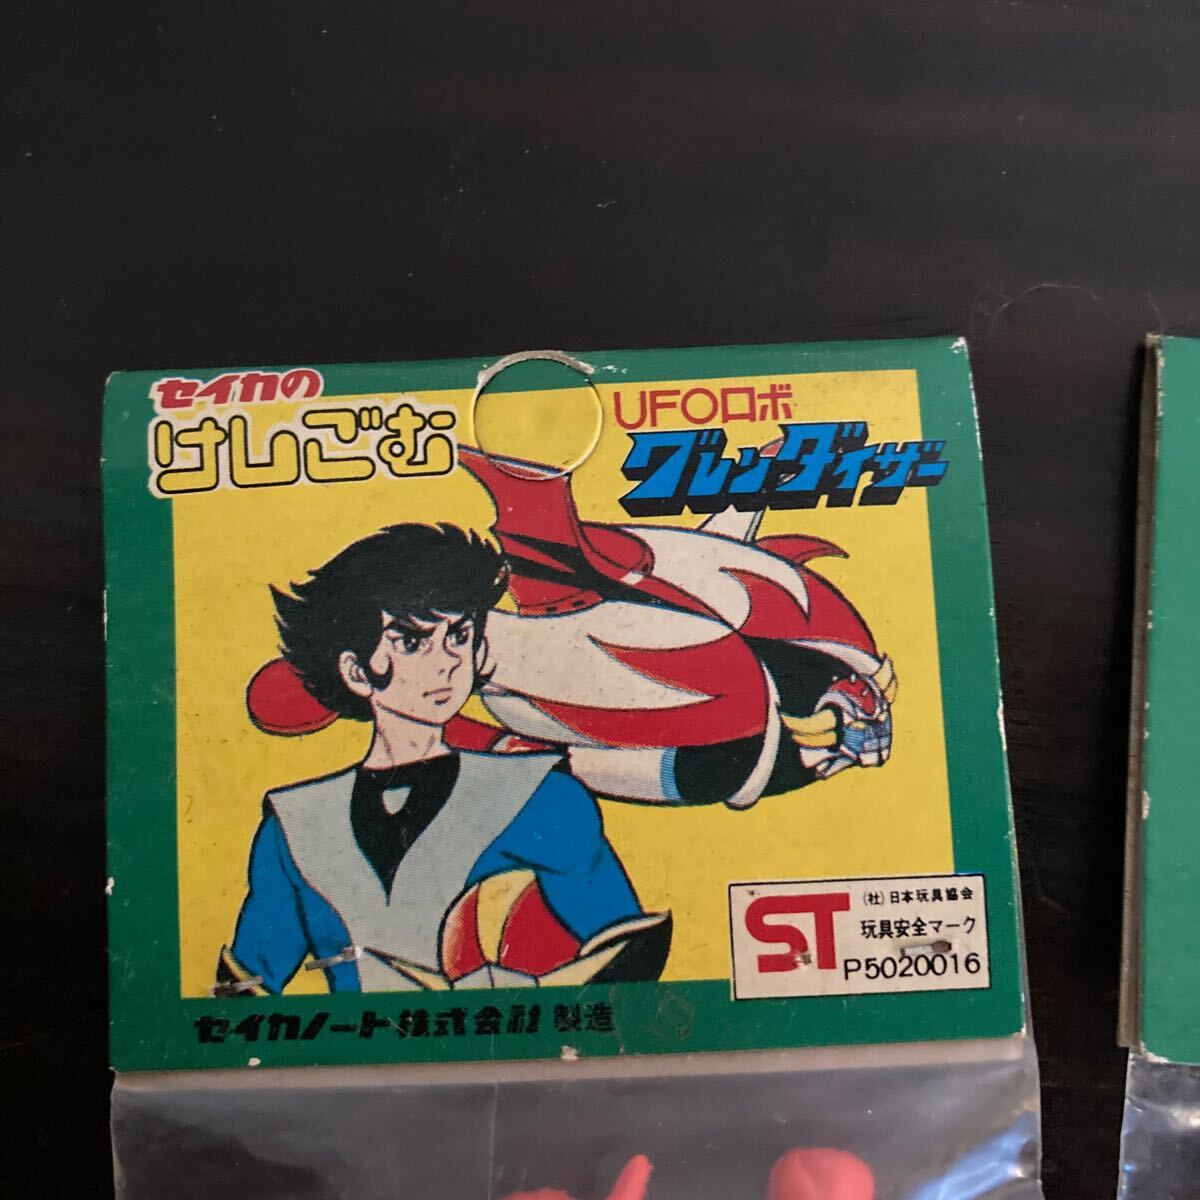 セイカの
けしごむ
UFOロボ
グレンダイザー
ST
(社)日本玩具協会
玩具安全マーク
P5020016
セイカノート株式会社 製造